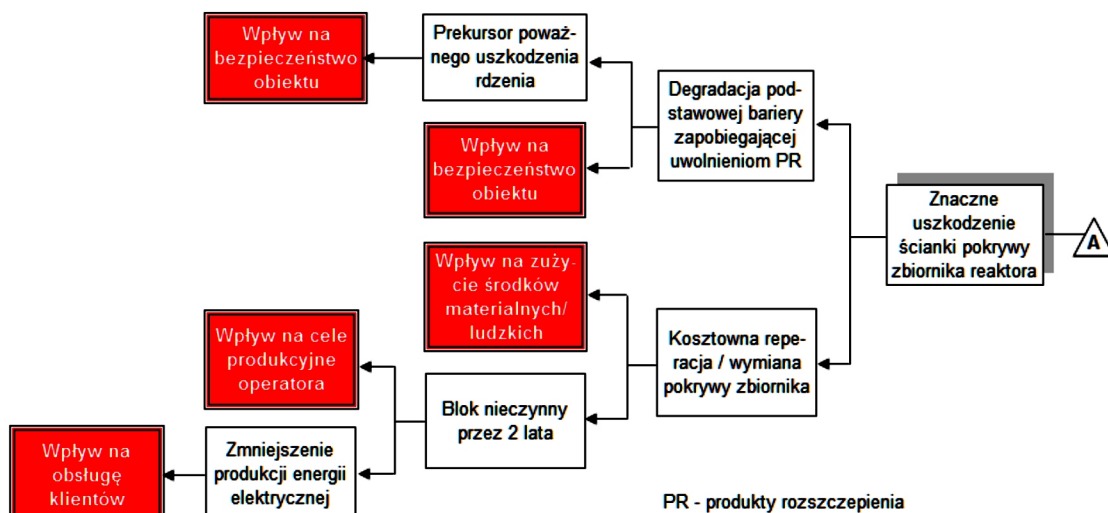 Wpływ na
bezpieczeństwo
obiektu
Prekursor poważ-
nego uszkodzenia
rdzenia
Degradacja pod-
stawowej bariery
zapobiegającej
uwolnieniom PR
Wpływ na
bezpieczeństwo
obiektu
Znaczne
uszkodzenie
ścianki pokrywy
zbiornika reaktora
A
Wpływ na zuży-
cie środków
materialnych/
ludzkich
Wpływ na cele
produkcyjne
operatora
Kosztowna repe-
racja / wymiana
pokrywy zbiornika
Blok nieczynny
przez 2 lata
Wpływ na
obsługę
klientów
Zmniejszenie
produkcji energii
elektrycznej
PR - produkty rozszczepienia